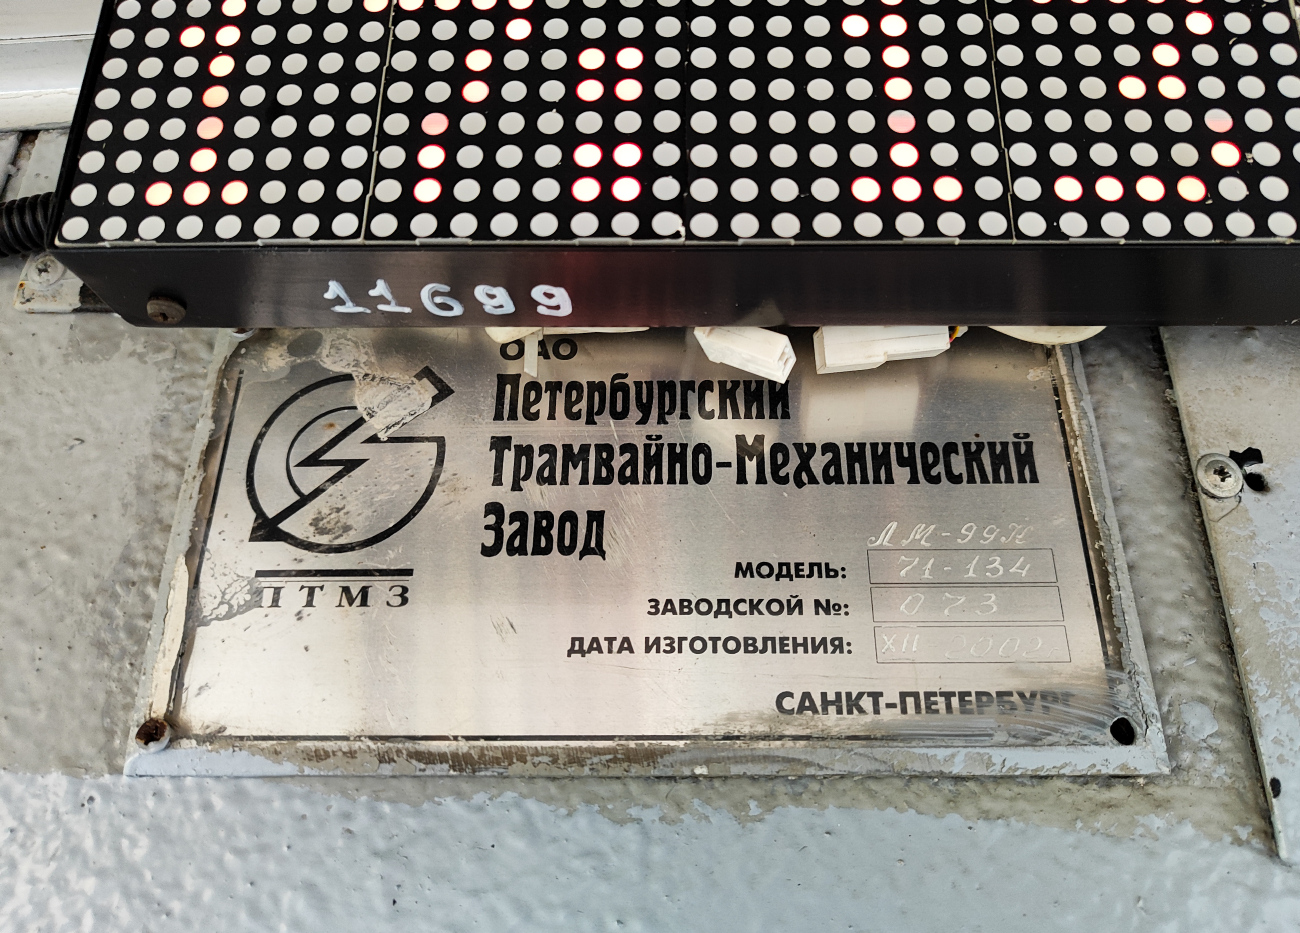 11699
ОАО
Петербургский
Трамвайно-Механический
Завод
ПТМЗ
ЛМ-99К
МОДЕЛЬ: 71-134
ЗАВОДСКОЙ №: 073
ДАТА ИЗГОТОВЛЕНИЯ: XII 2002
САНКТ-ПЕТЕРБУРГ